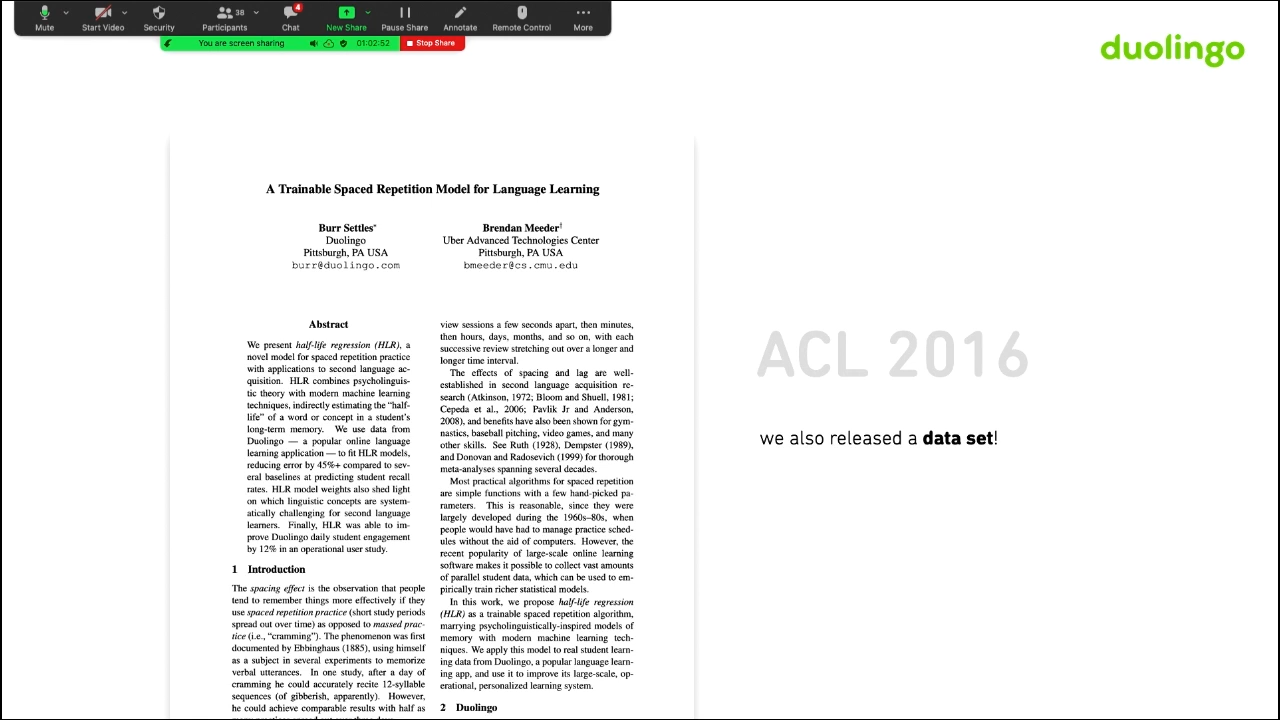 Mute
Start Video
Security
Participants
38
Chat
4
New Share
Pause Share
Annotate
Remote Control
More
You are screen sharing
01:02:52
Stop Share
duolingo
A Trainable Spaced Repetition Model for Language Learning
Burr Settles*
Duolingo
Pittsburgh, PA USA
burr@duolingo.com
Brendan Meeder†
Uber Advanced Technologies Center
Pittsburgh, PA USA
bmeeder@cs.cmu.edu
Abstract
We present half-life regression (HLR), a
novel model for spaced repetition practice
with applications to second language ac-
quisition. HLR combines psycholinguis-
tic theory with modern machine learning
techniques, indirectly estimating the “half-
life” of a word or concept in a student’s
long-term memory. We use data from
Duolingo — a popular online language
learning application — to fit HLR models,
reducing error by 45%+ compared to sev-
eral baselines at predicting student recall
rates. HLR model weights also shed light
on which linguistic concepts are system-
atically challenging for second language
learners. Finally, HLR was able to im-
prove Duolingo daily student engagement
by 12% in an operational user study.
1 Introduction
The spacing effect is the observation that people
tend to remember things more effectively if they
use spaced repetition practice (short study periods
spread out over time) as opposed to massed prac-
tice (i.e., “cramming”). The phenomenon was first
documented by Ebbinghaus (1885), using himself
as a subject in several experiments to memorize
verbal utterances. In one study, after a day of
cramming he could accurately recite 12-syllable
sequences (of gibberish, apparently). However,
he could achieve comparable results with half as
view sessions a few seconds apart, then minutes,
then hours, days, months, and so on, with each
successive review stretching out over a longer and
longer time interval.
The effects of spacing and lag are well-
established in second language acquisition re-
search (Atkinson, 1972; Bloom and Shuell, 1981;
Cepeda et al., 2006; Pavlik Jr and Anderson,
2008), and benefits have also been shown for gym-
nastics, baseball pitching, video games, and many
other skills. See Ruth (1928), Dempster (1989),
and Donovan and Radosevich (1999) for thorough
meta-analyses spanning several decades.
Most practical algorithms for spaced repetition
are simple functions with a few hand-picked pa-
rameters. This is reasonable, since they were
largely developed during the 1960s–80s, when
people would have had to manage practice sched-
ules without the aid of computers. However, the
recent popularity of large-scale online learning
software makes it possible to collect vast amounts
of parallel student data, which can be used to em-
pirically train richer statistical models.
In this work, we propose half-life regression
(HLR) as a trainable spaced repetition algorithm,
marrying psycholinguistically-inspired models of
memory with modern machine learning tech-
niques. We apply this model to real student learn-
ing data from Duolingo, a popular language learn-
ing app, and use it to improve its large-scale, op-
erational, personalized learning system.
2 Duolingo
ACL 2016
we also released a data set!